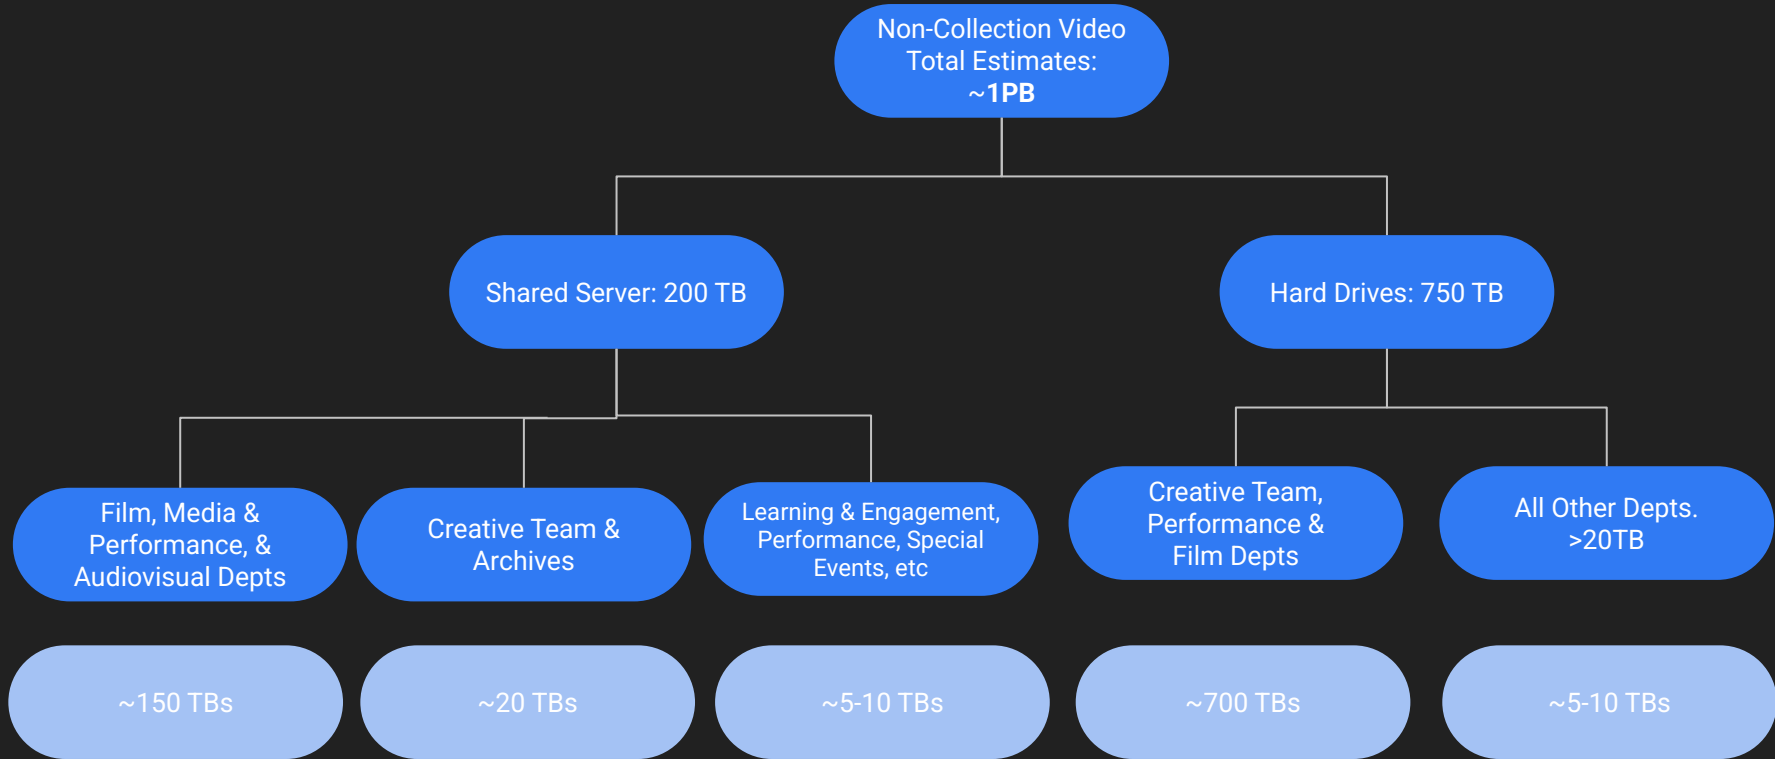 Non-Collection Video
Total Estimates:
~1PB
Shared Server: 200 TB
Hard Drives: 750 TB
Film, Media &
Performance, &
Audiovisual Depts
Creative Team &
Archives
Learning & Engagement,
Performance, Special
Events, etc
Creative Team,
Performance &
Film Depts
All Other Depts.
>20TB
~150 TBs
~20 TBs
~5-10 TBs
~700 TBs
~5-10 TBs